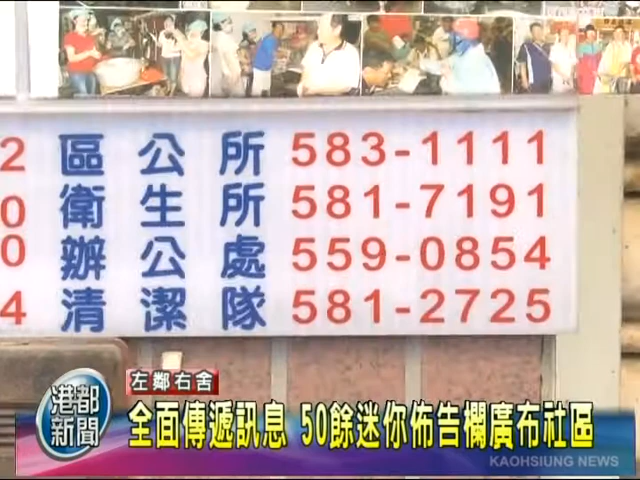 2 區公所 583-1111
0 衛生所 581-7191
0 辦公處 559-0854
4 清潔隊 581-2725
左鄰右舍
港都新聞
全面傳遞訊息 50餘迷你佈告欄廣布社區
KAOHSIUNG NEWS